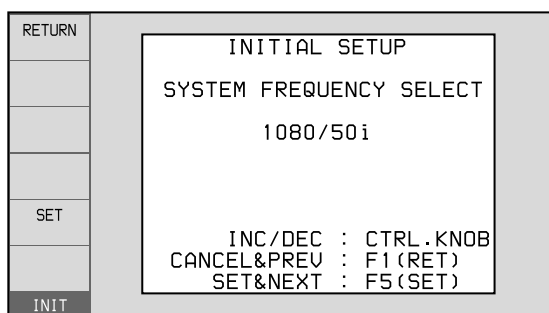 RETURN
SET
INIT
INITIAL SETUP
SYSTEM FREQUENCY SELECT
1080/50i
INC/DEC : CTRL.KNOB
CANCEL&PREV : F1(RET)
SET&NEXT : F5(SET)